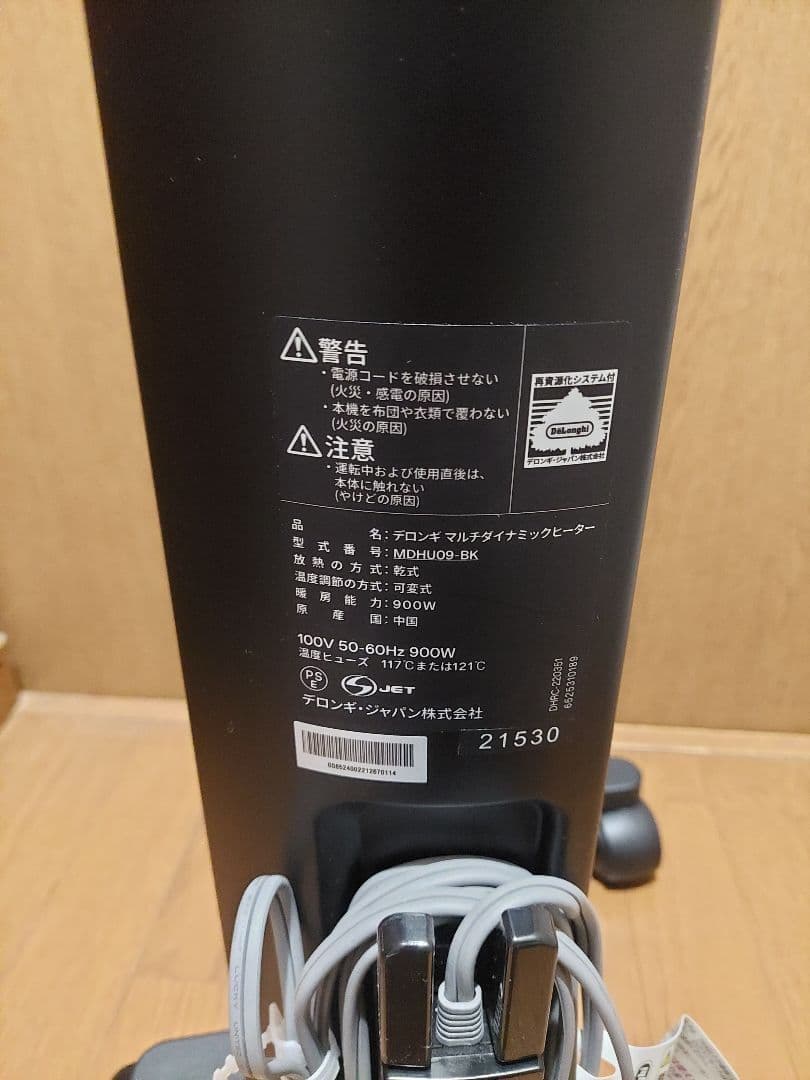 警告
・電源コードを破損させない
(火災・感電の原因)
・本機を布団や衣類で覆わない
(火災の原因)
注意
・運転中および使用直後は、
本体に触れない
(やけどの原因)
再資源化システム付
DeLonghi
デロンギ・ジャパン株式会社
品名：デロンギ マルチダイナミックヒーター
型式番号：MDHU09-BK
放熱の方式：乾式
温度調節の方式：可変式
暖房能力：900W
原産国：中国
100V 50-60Hz 900W
温度ヒューズ 117℃または121℃
PS
E
S JET
デロンギ・ジャパン株式会社
DHRC-220351
6525310189
21530
008524002212670114